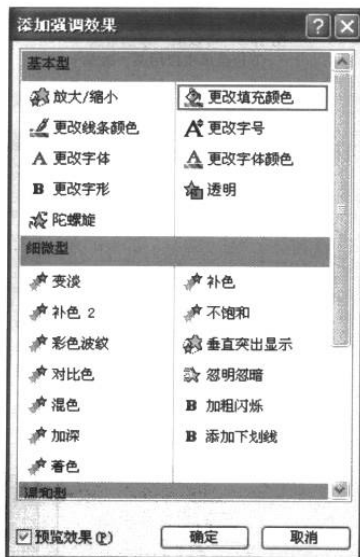 添加强调效果
基本型
放大/缩小 更改填充颜色
更改线条颜色 更改字号
更改字体 更改字体颜色
更改字形 透明
陀螺旋
细微型
变淡 补色
补色 2 不饱和
彩色波纹 垂直突出显示
对比色 忽明忽暗
混色 加粗闪烁
加深 添加下划线
着色
温和型
预览效果(P) 确定 取消